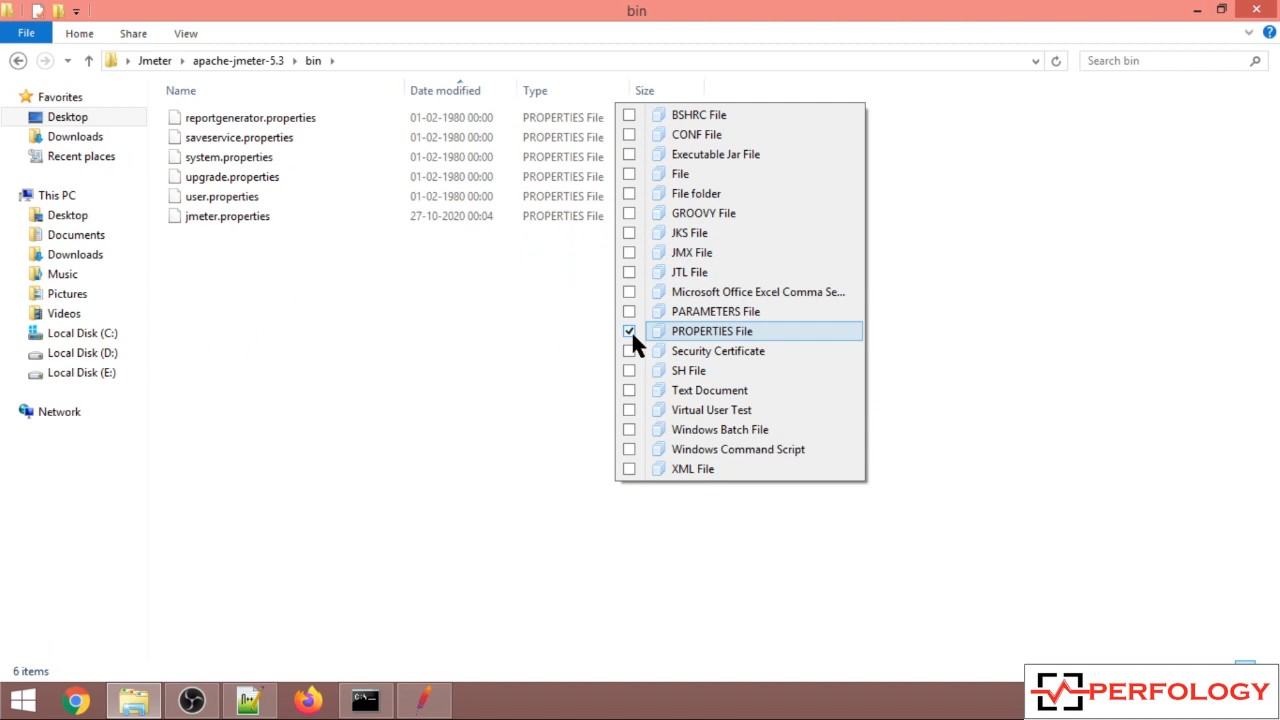 bin
File Home Share View
Jmeter apache-jmeter-5.3 bin Search bin
Name Date modified Type Size
Favorites
Desktop
Downloads
Recent places
This PC
Desktop
Documents
Downloads
Music
Pictures
Videos
Local Disk (C:)
Local Disk (D:)
Local Disk (E:)
Network
reportgenerator.properties 01-02-1980 00:00 PROPERTIES File
saveservice.properties 01-02-1980 00:00 PROPERTIES File
system.properties 01-02-1980 00:00 PROPERTIES File
upgrade.properties 01-02-1980 00:00 PROPERTIES File
user.properties 01-02-1980 00:00 PROPERTIES File
jmeter.properties 27-10-2020 00:04 PROPERTIES File
BSHRC File
CONF File
Executable Jar File
File
File folder
GROOVY File
JKS File
JMX File
JTL File
Microsoft Office Excel Comma Se...
PARAMETERS File
PROPERTIES File
Security Certificate
SH File
Text Document
Virtual User Test
Windows Batch File
Windows Command Script
XML File
6 items
PERFOLOGY